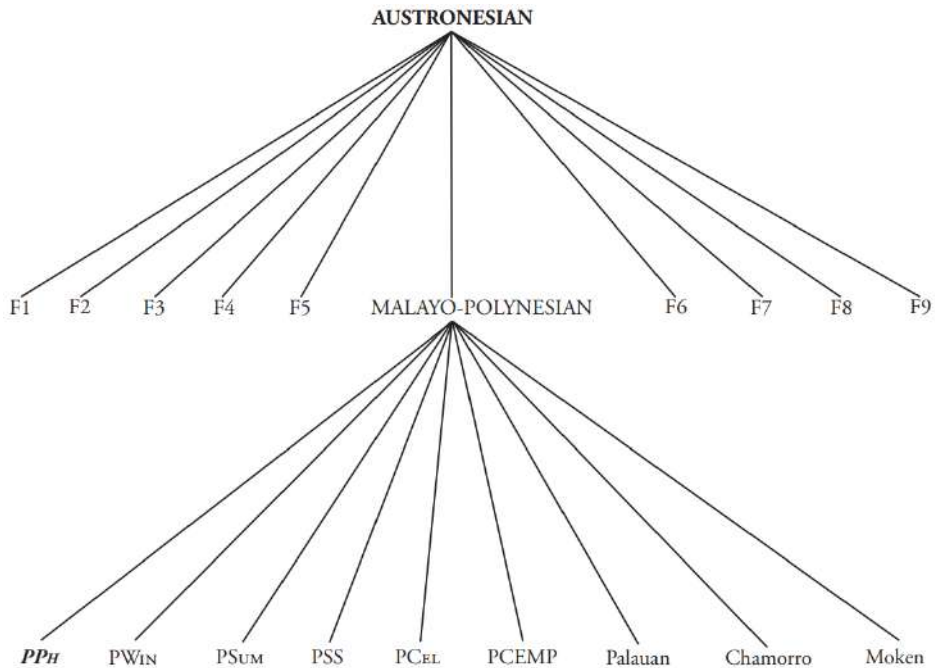 AUSTRONESIAN
F1 F2 F3 F4 F5 MALAYO-POLYNESIAN F6 F7 F8 F9
PPH PWIN PSUM PSS PCEL PCEMP Palauan Chamorro Moken